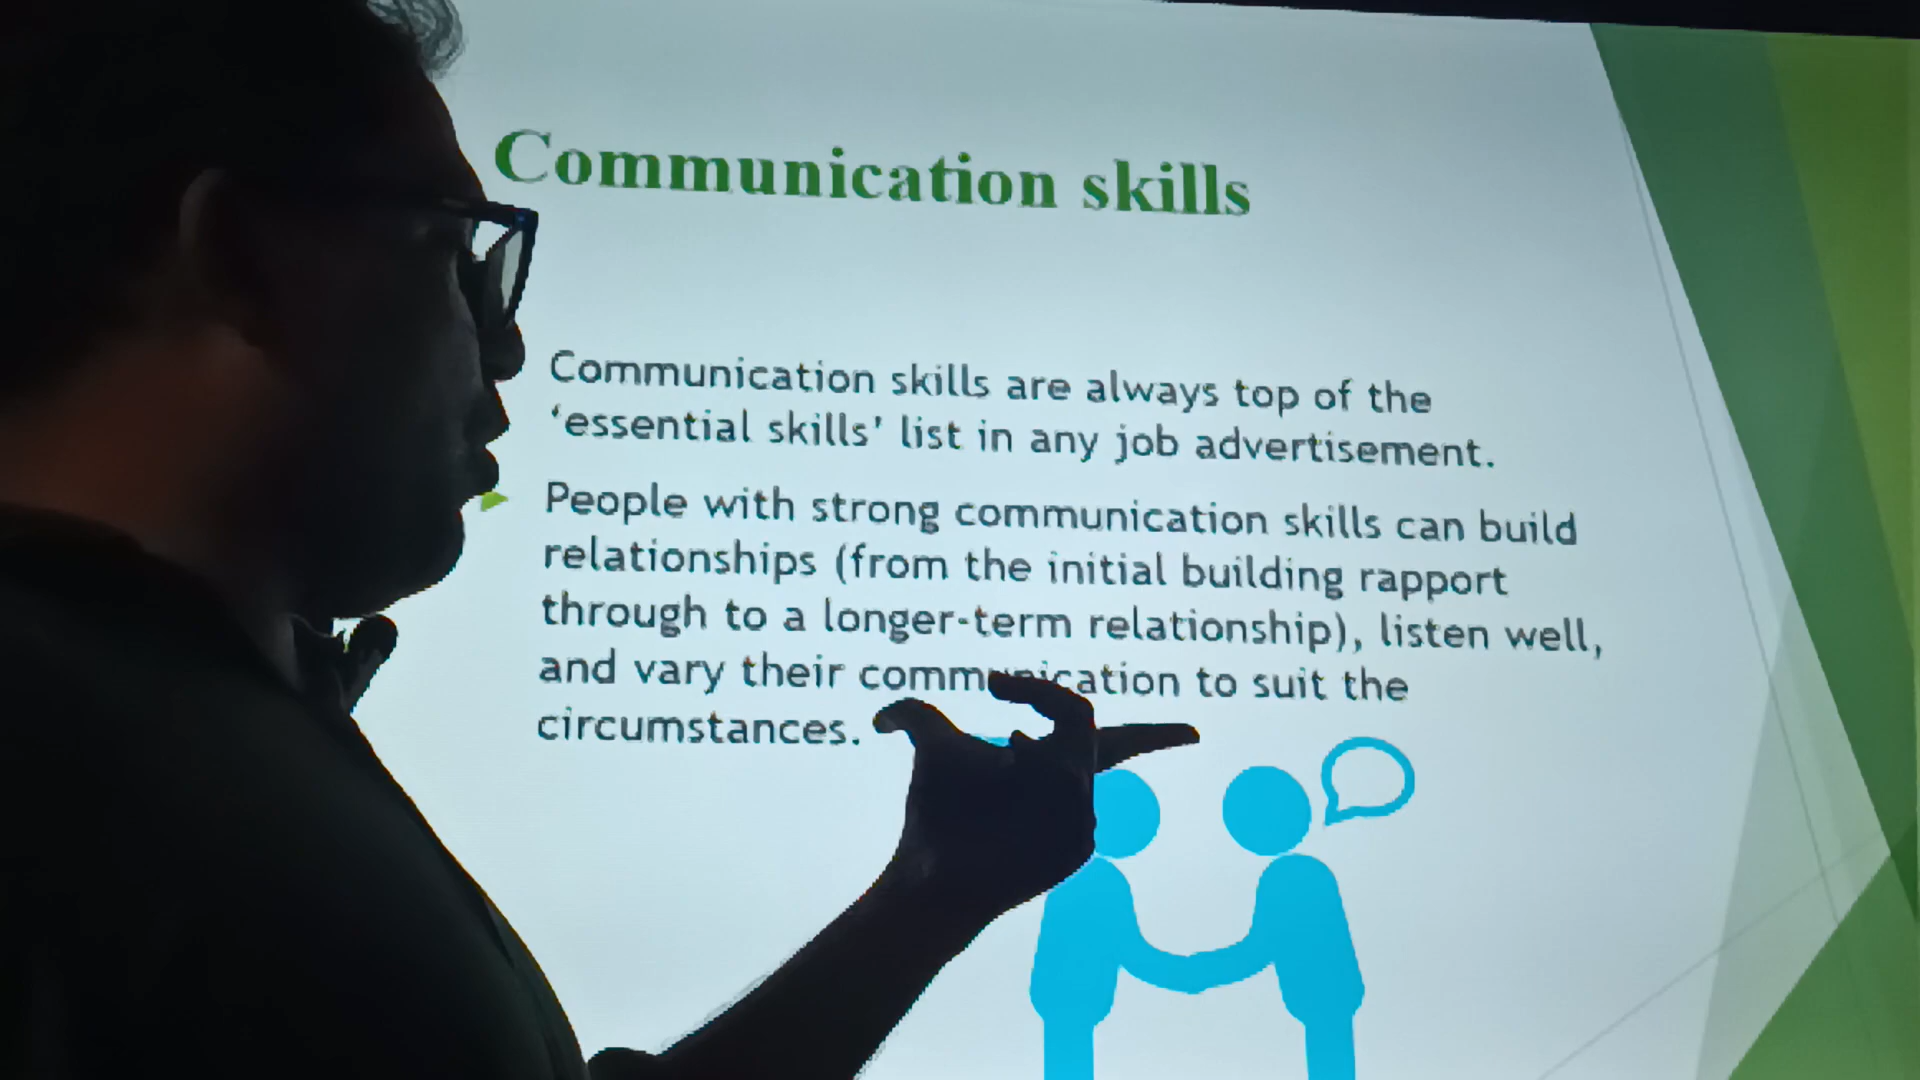 Communication skills
Communication skills are always top of the
‘essential skills’ list in any job advertisement.
People with strong communication skills can build
relationships (from the initial building rapport
through to a longer-term relationship), listen well,
and vary their communication to suit the
circumstances.